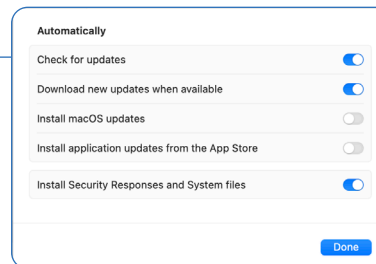 Automatically
Check for updates
Download new updates when available
Install macOS updates
Install application updates from the App Store
Install Security Responses and System files
Done